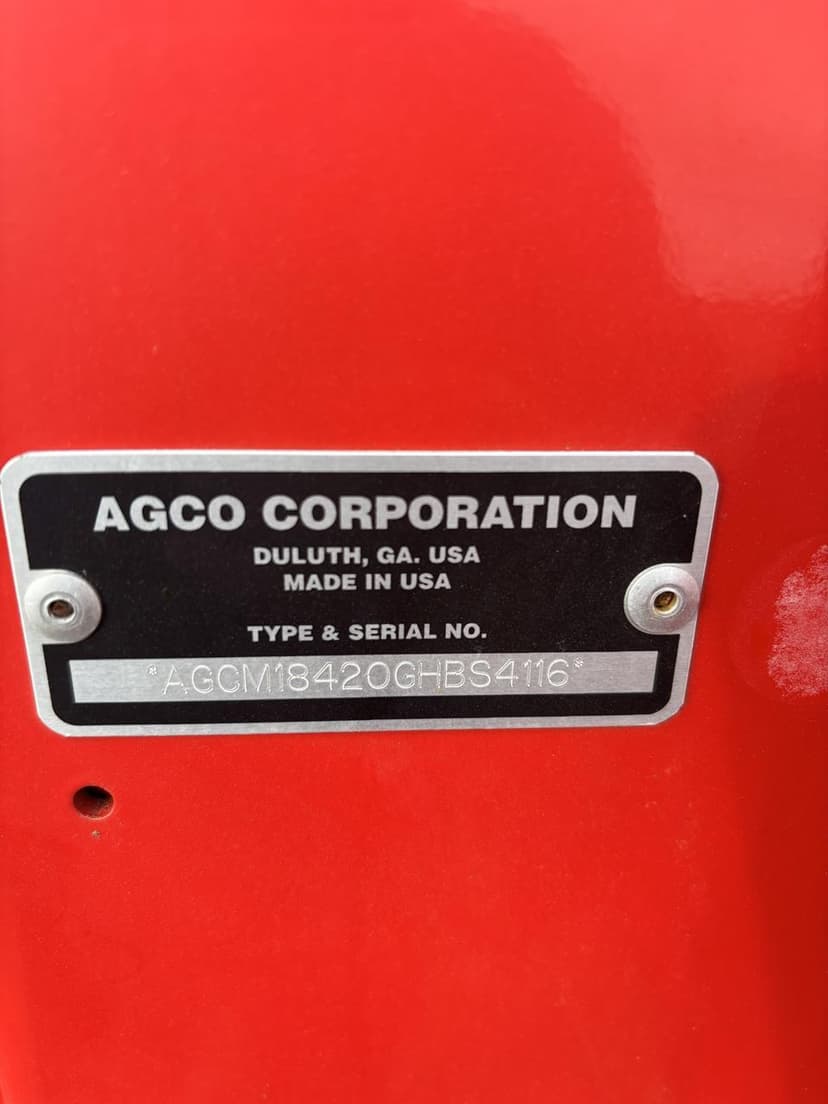 AGCO CORPORATION
DULUTH, GA. USA
MADE IN USA
TYPE & SERIAL NO.
*AGCM18420GHBS4116*